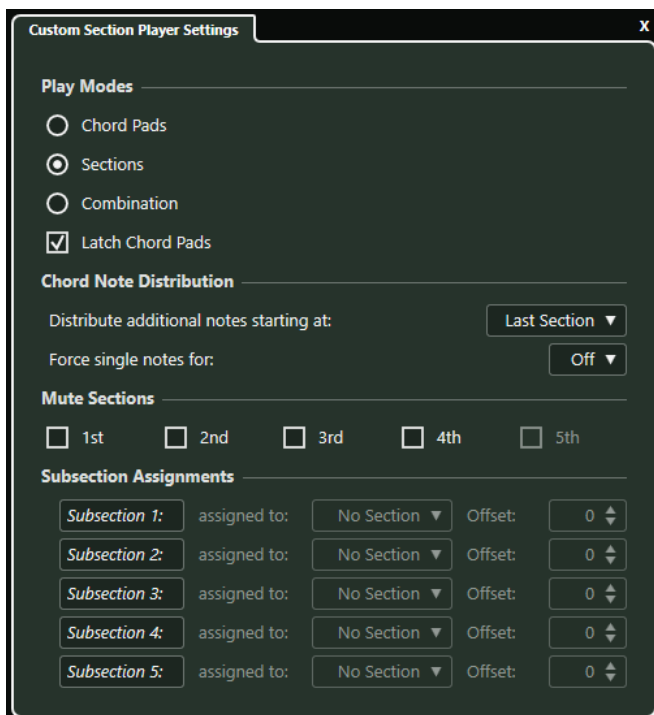 Custom Section Player Settings X
Play Modes
Chord Pads
Sections
Combination
Latch Chord Pads
Chord Note Distribution
Distribute additional notes starting at: Last Section
Force single notes for: Off
Mute Sections
1st 2nd 3rd 4th 5th
Subsection Assignments
Subsection 1: assigned to: No Section Offset: 0
Subsection 2: assigned to: No Section Offset: 0
Subsection 3: assigned to: No Section Offset: 0
Subsection 4: assigned to: No Section Offset: 0
Subsection 5: assigned to: No Section Offset: 0